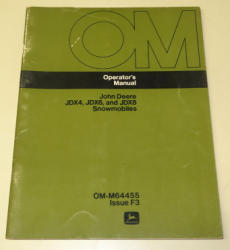 OM
Operator's
Manual
John Deere
JDX4, JDX6, and JDX8
Snowmobiles
OM-M64455
Issue F3